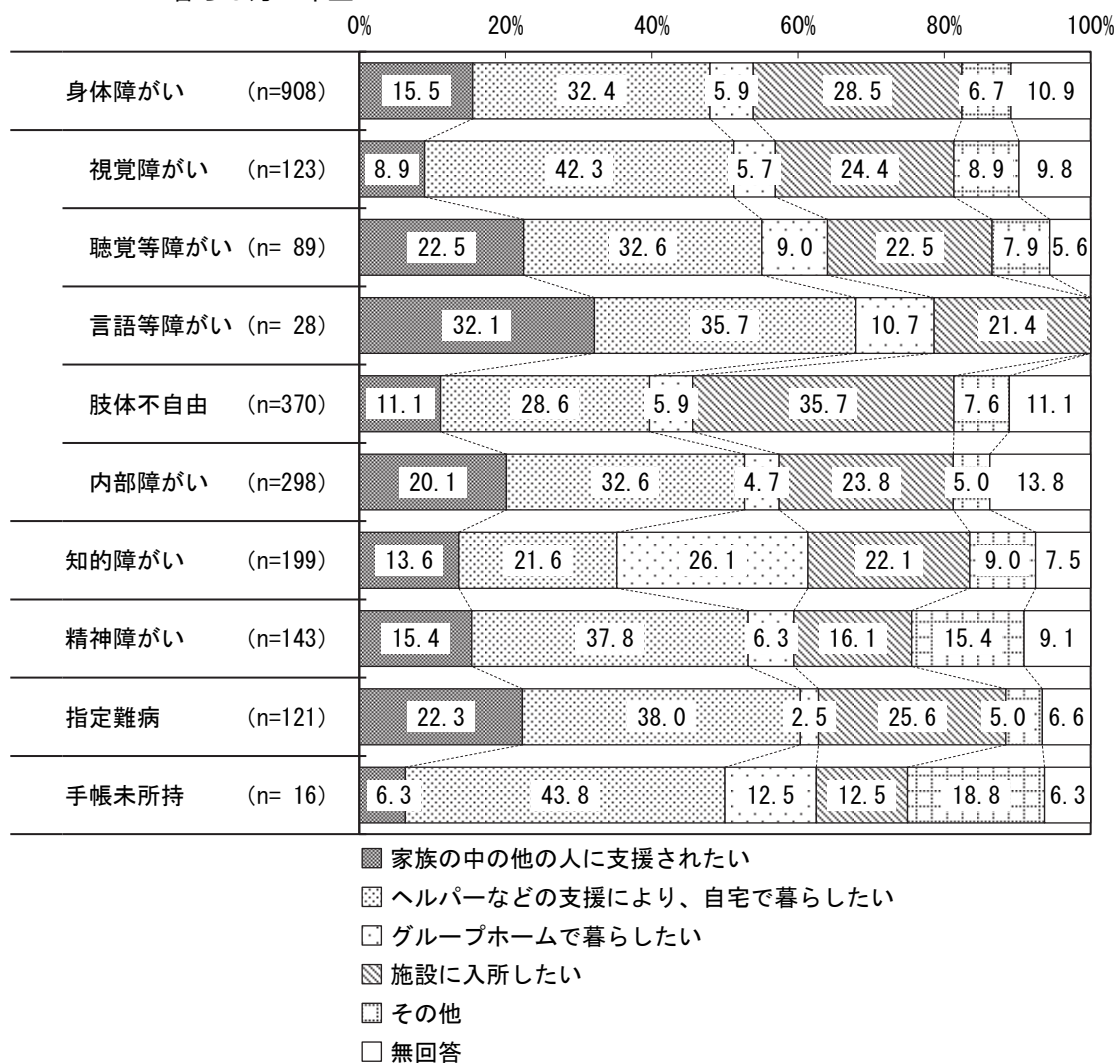 0% 20% 40% 60% 80% 100%
身体障がい (n=908) 15.5 32.4 5.9 28.5 6.7 10.9
視覚障がい (n=123) 8.9 42.3 5.7 24.4 8.9 9.8
聴覚等障がい (n= 89) 22.5 32.6 9.0 22.5 7.9 5.6
言語等障がい (n= 28) 32.1 35.7 10.7 21.4
肢体不自由 (n=370) 11.1 28.6 5.9 35.7 7.6 11.1
内部障がい (n=298) 20.1 32.6 4.7 23.8 5.0 13.8
知的障がい (n=199) 13.6 21.6 26.1 22.1 9.0 7.5
精神障がい (n=143) 15.4 37.8 6.3 16.1 15.4 9.1
指定難病 (n=121) 22.3 38.0 2.5 25.6 5.0 6.6
手帳未所持 (n= 16) 6.3 43.8 12.5 12.5 18.8 6.3
家族の中の他の人に支援されたい
ヘルパーなどの支援により、自宅で暮らしたい
グループホームで暮らしたい
施設に入所したい
その他
無回答